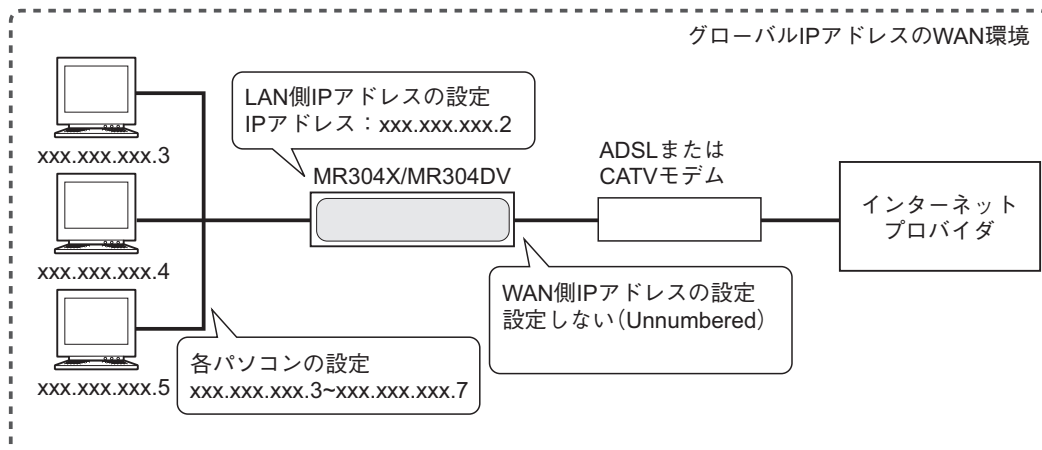 グローバルIPアドレスのWAN環境
LAN側IPアドレスの設定
IPアドレス：xxx.xxx.xxx.2
xxx.xxx.xxx.3
MR304X/MR304DV
ADSLまたは
CATVモデム
インターネット
プロバイダ
xxx.xxx.xxx.4
WAN側IPアドレスの設定
設定しない（Unnumbered）
各パソコンの設定
xxx.xxx.xxx.3~xxx.xxx.xxx.7
xxx.xxx.xxx.5